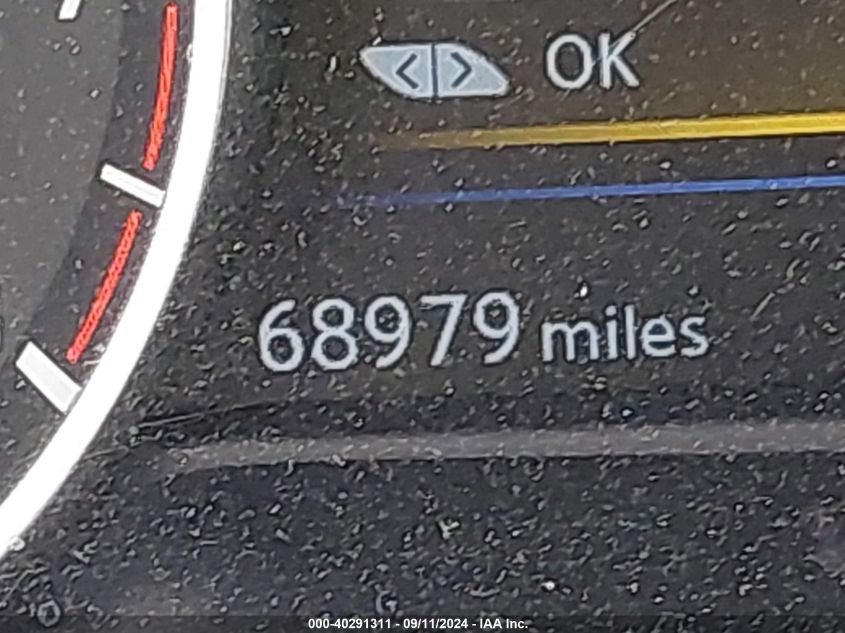 < > OK
68979 miles
000-40291311 - 09/11/2024 - IAA Inc.